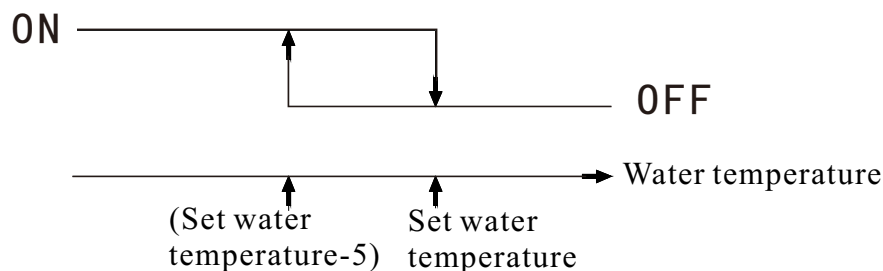 ON
OFF
Water temperature
(Set water
temperature-5)
Set water
temperature